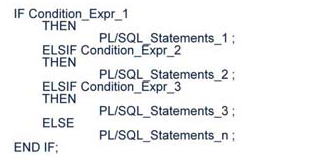 IF Condition_Expr_1
THEN
PL/SQL_Statements_1 ;
ELSIF Condition_Expr_2
THEN
PL/SQL_Statements_2 ;
ELSIF Condition_Expr_3
THEN
PL/SQL_Statements_3 ;
ELSE
PL/SQL_Statements_n ;
END IF;